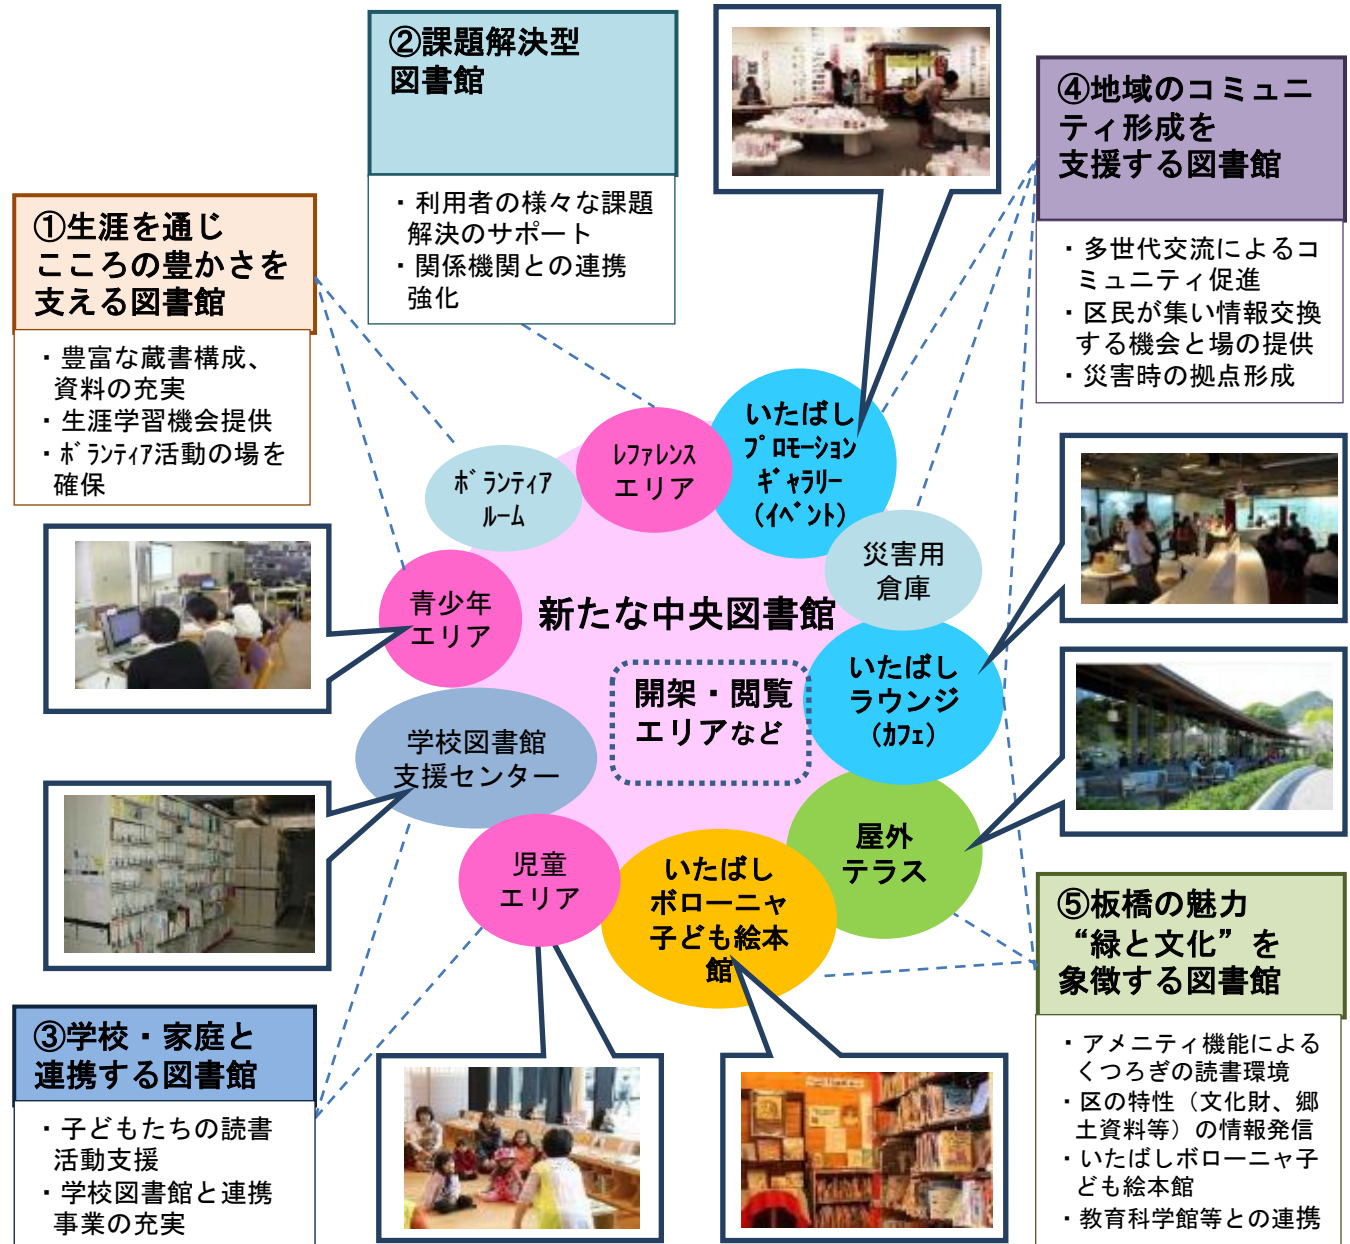 ①生涯を通じ
こころの豊かさを
支える図書館
・豊富な蔵書構成、
資料の充実
・生涯学習機会提供
・ﾎﾞﾗﾝﾃｨｱ活動の場を
確保
②課題解決型
図書館
・利用者の様々な課題
解決のサポート
・関係機関との連携
強化
④地域のコミュニ
ティ形成を
支援する図書館
・多世代交流によるコ
ミュニティ促進
・区民が集い情報交換
する機会と場の提供
・災害時の拠点形成
いたばし
ﾌﾟﾛﾓｰｼｮﾝ
ｷﾞｬﾗﾘｰ
(ｲﾍﾞﾝﾄ)
ﾚﾌｧﾚﾝｽ
エリア
ﾎﾞﾗﾝﾃｨｱ
ﾙｰﾑ
災害用
倉庫
青少年
エリア
新たな中央図書館
開架・閲覧
エリアなど
いたばし
ラウンジ
(ｶﾌｪ)
学校図書館
支援センター
屋外
テラス
児童
エリア
いたばし
ボローニャ
子ども絵本
館
③学校・家庭と
連携する図書館
・子どもたちの読書
活動支援
・学校図書館と連携
事業の充実
⑤板橋の魅力
“緑と文化”を
象徴する図書館
・アメニティ機能による
くつろぎの読書環境
・区の特性（文化財、郷
土資料等）の情報発信
・いたばしボローニャ子
ども絵本館
・教育科学館等との連携